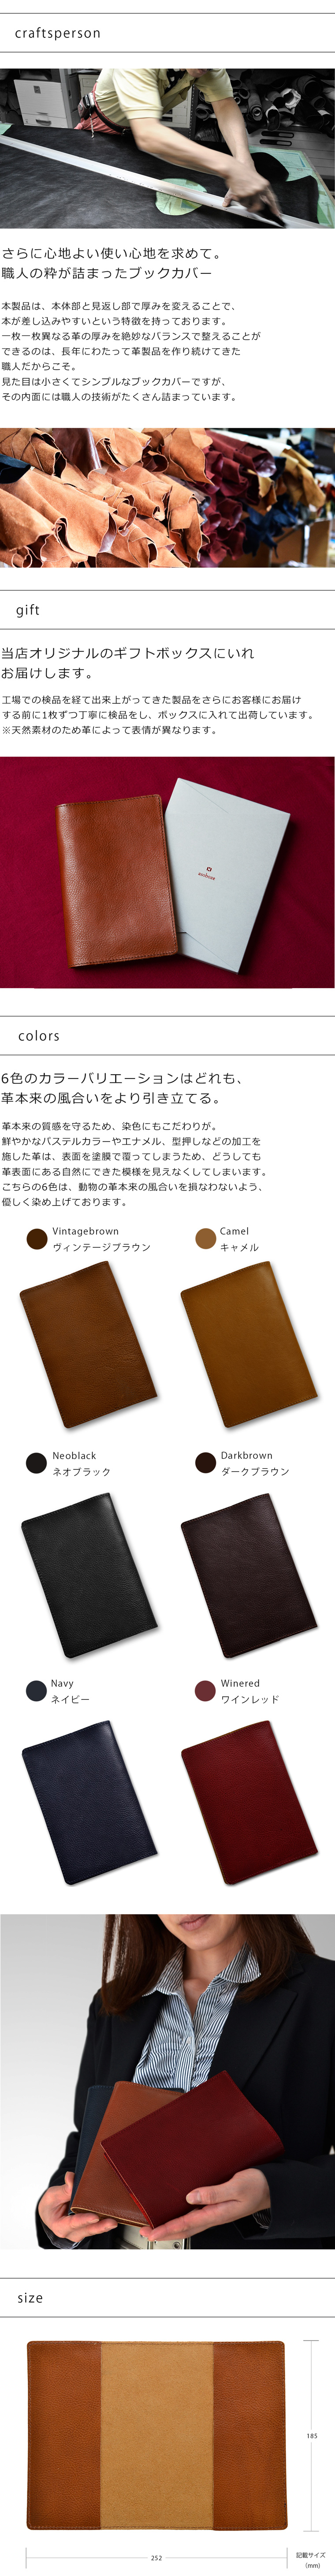 craftsperson
さらに心地よい使い心地を求めて。
職人の粋が詰まったブックカバー
本製品は、本体部と見返し部で厚みを変えることで、
本が差し込みやすいという特徴を持っております。
一枚一枚異なる革の厚みを絶妙なバランスで整えることが
できるのは、長年にわたって革製品を作り続けてきた
職人だからこそ。
見た目は小さくてシンプルなブックカバーですが、
その内面には職人の技術がたくさん詰まっています。
gift
当店オリジナルのギフトボックスにいれ
お届けします。
工場での検品を経て出来上がってきた製品をさらにお客様にお届け
する前に1枚ずつ丁寧に検品をし、ボックスに入れて出荷しています。
※天然素材のため革によって表情が異なります。
colors
6色のカラーバリエーションはどれも、
革本来の風合いをより引き立てる。
革本来の質感を守るため、染色にもこだわりが。
鮮やかなパステルカラーやエナメル、型押しなどの加工を
施した革は、表面を塗膜で覆ってしまうため、どうしても
革表面にある自然にできた模様を見えなくしてしまいます。
こちらの6色は、動物の革本来の風合いを損なわないよう、
優しく染め上げております。
Vintagebrown
ヴィンテージブラウン
Camel
キャメル
Neoblack
ネオブラック
Darkbrown
ダークブラウン
Navy
ネイビー
Winered
ワインレッド
size
185
252
記載サイズ
(mm)